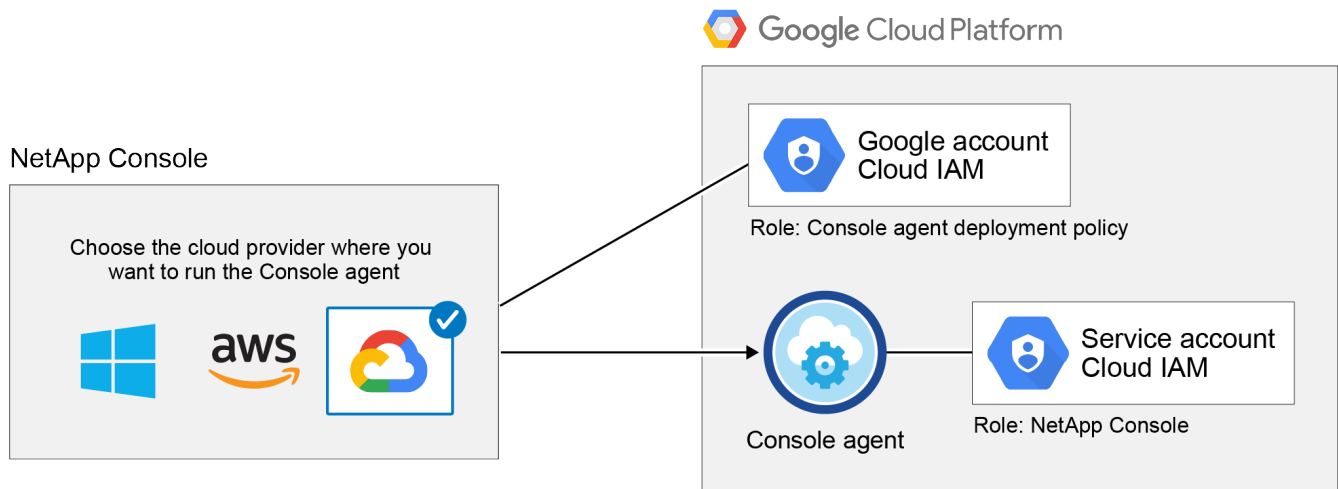 Google Cloud Platform
NetApp Console
Choose the cloud provider where you
want to run the Console agent
aws
Google account
Cloud IAM
Role: Console agent deployment policy
Console agent
Service account
Cloud IAM
Role: NetApp Console